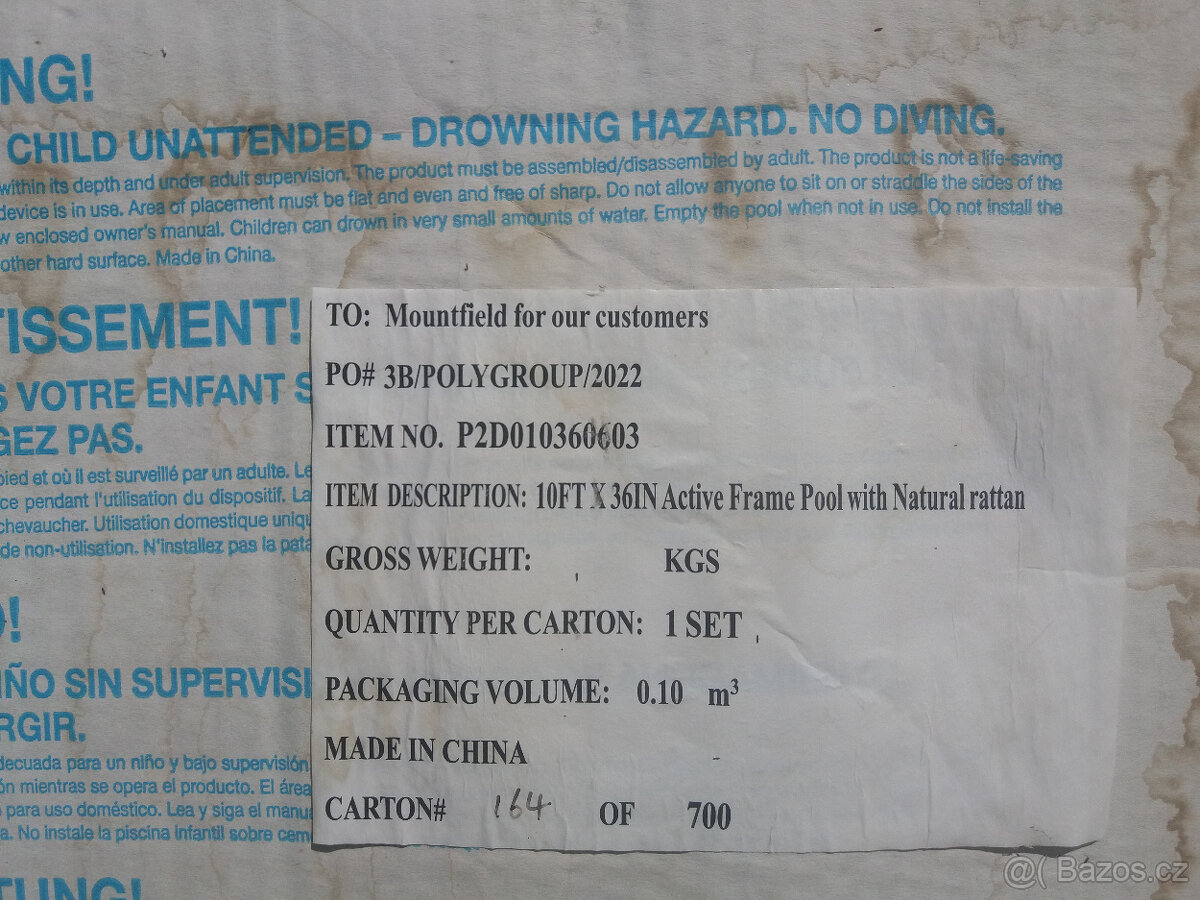 NG!
CHILD UNATTENDED – DROWNING HAZARD. NO DIVING.
within its depth and under adult supervision. The product must be assembled/disassembled by adult. The product is not a life-saving
device is in use. Area of placement must be flat and even and free of sharp. Do not allow anyone to sit on or straddle the sides of the
w enclosed owner's manual. Children can drown in very small amounts of water. Empty the pool when not in use. Do not install the
other hard surface. Made in China.
TISSEMENT!
S VOTRE ENFANT S
GEZ PAS.
pied et où il est surveillé par un adulte. Le
ce pendant l'utilisation du dispositif. La
chevaucher. Utilisation domestique uniqu
de non-utilisation. N'installez pas la pata
O!
IÑO SIN SUPERVISI
RGIR.
decuada para un niño y bajo supervisión
ón mientras se opera el producto. El área
para uso doméstico. Lea y siga el manua
a. No instale la piscina infantil sobre cem
TUNG!
TO: Mountfield for our customers
PO# 3B/POLYGROUP/2022
ITEM NO. P2D010360603
ITEM DESCRIPTION: 10FT X 36IN Active Frame Pool with Natural rattan
GROSS WEIGHT: KGS
QUANTITY PER CARTON: 1 SET
PACKAGING VOLUME: 0.10 m³
MADE IN CHINA
CARTON# 164 OF 700
@( Bazos.cz